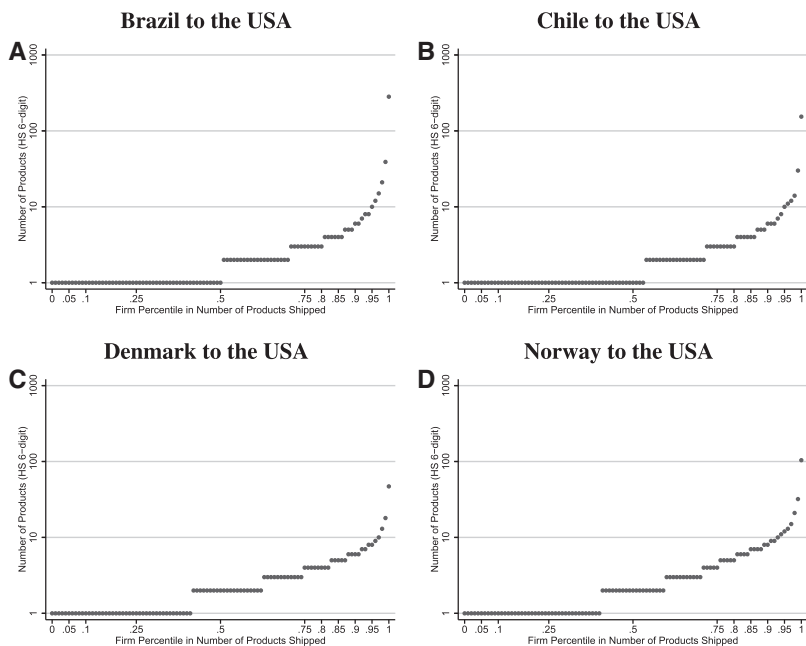 Brazil to the USA
A
Number of Products (HS 6−digit)
1000
100
10
1
0 .05 .1 .25 .5 .75 .8 .85 .9 .95 1
Firm Percentile in Number of Products Shipped
Chile to the USA
B
Number of Products (HS 6−digit)
1000
100
10
1
0 .05 .1 .25 .5 .75 .8 .85 .9 .95 1
Firm Percentile in Number of Products Shipped
Denmark to the USA
C
Number of Products (HS 6−digit)
1000
100
10
1
0 .05 .1 .25 .5 .75 .8 .85 .9 .95 1
Firm Percentile in Number of Products Shipped
Norway to the USA
D
Number of Products (HS 6−digit)
1000
100
10
1
0 .05 .1 .25 .5 .75 .8 .85 .9 .95 1
Firm Percentile in Number of Products Shipped